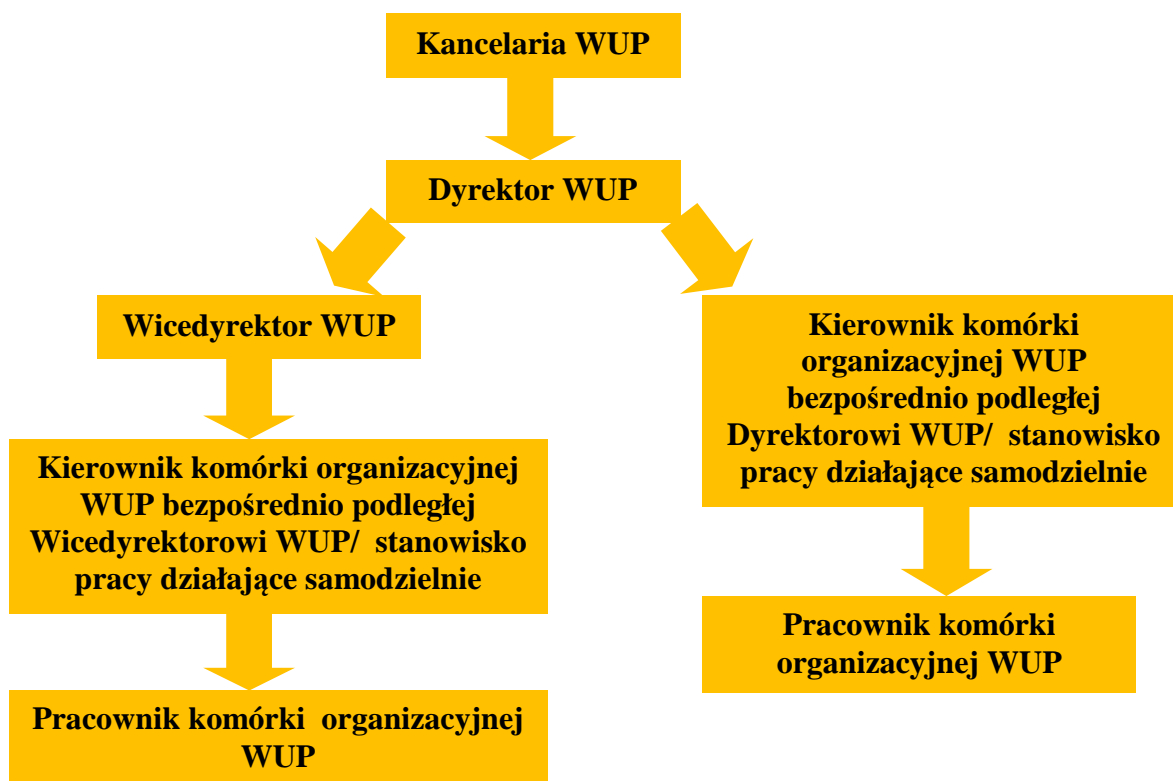 Kancelaria WUP
Dyrektor WUP
Wicedyrektor WUP
Kierownik komórki organizacyjnej
WUP bezpośrednio podległej
Wicedyrektorowi WUP/ stanowisko
pracy działające samodzielnie
Pracownik komórki organizacyjnej
WUP
Kierownik komórki
organizacyjnej WUP
bezpośrednio podległej
Dyrektorowi WUP/ stanowisko
pracy działające samodzielnie
Pracownik komórki
organizacyjnej WUP